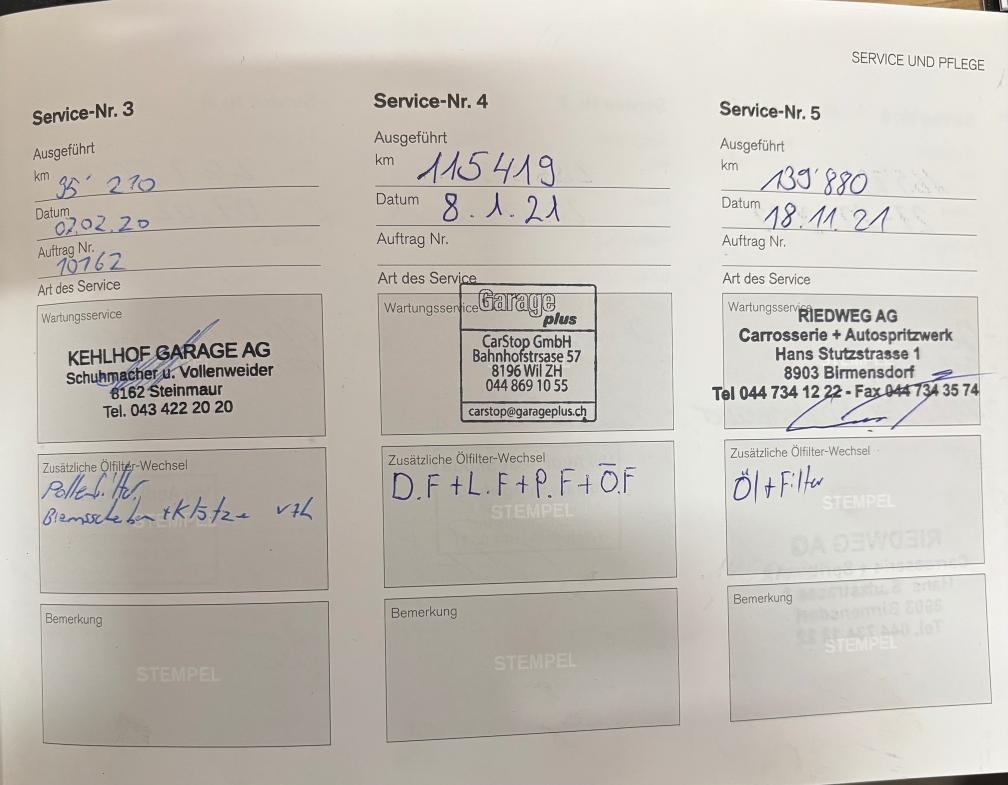 SERVICE UND PFLEGE
Service-Nr. 3
Ausgeführt
km 95' 210
Datum 07.02.20
Auftrag Nr. 10762
Art des Service
Wartungsservice
KEHLHOF GARAGE AG
Schuhmacher u. Vollenweider
8162 Steinmaur
Tel. 043 422 20 20
Zusätzliche Ölfilter-Wechsel
Pollenfilter,
Bremsscheiben + Klötze v+h
STEMPEL
Bemerkung
STEMPEL
Service-Nr. 4
Ausgeführt
km 115419
Datum 8.1.21
Auftrag Nr.
Art des Service
Wartungsservice
Garage
plus
CarStop GmbH
Bahnhofstrsase 57
8196 Wil ZH
044 869 10 55
carstop@garageplus.ch
Zusätzliche Ölfilter-Wechsel
D.F + L.F + P.F + Ö.F
STEMPEL
Bemerkung
STEMPEL
Service-Nr. 5
Ausgeführt
km 139'880
Datum 18.11.21
Auftrag Nr.
Art des Service
Wartungsservice
RIEDWEG AG
Carrosserie + Autospritzwerk
Hans Stutzstrasse 1
8903 Birmensdorf
Tel 044 734 12 22 - Fax 044 734 35 74
Zusätzliche Ölfilter-Wechsel
Öl + Filter
STEMPEL
Bemerkung
STEMPEL